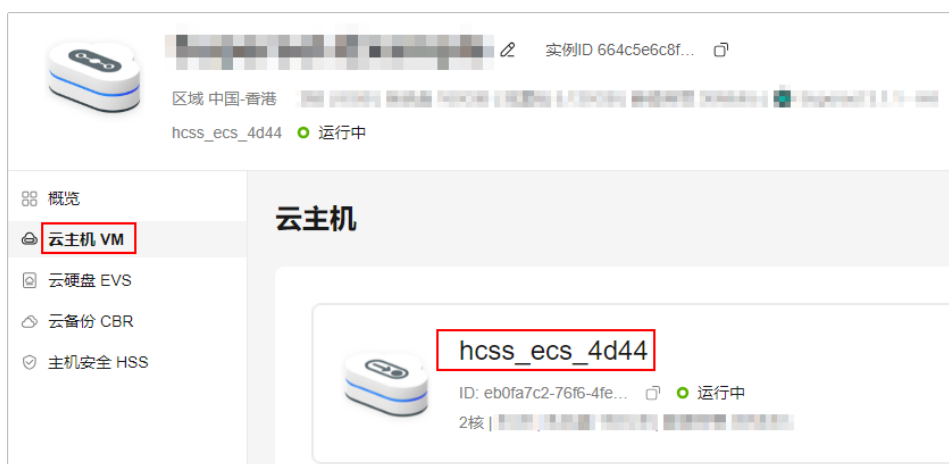 实例ID 664c5e6c8f...
区域 中国-香港
hcss_ecs_4d44 运行中
概览
云主机 VM
云硬盘 EVS
云备份 CBR
主机安全 HSS
云主机
hcss_ecs_4d44
ID: eb0fa7c2-76f6-4fe... 运行中
2核 |